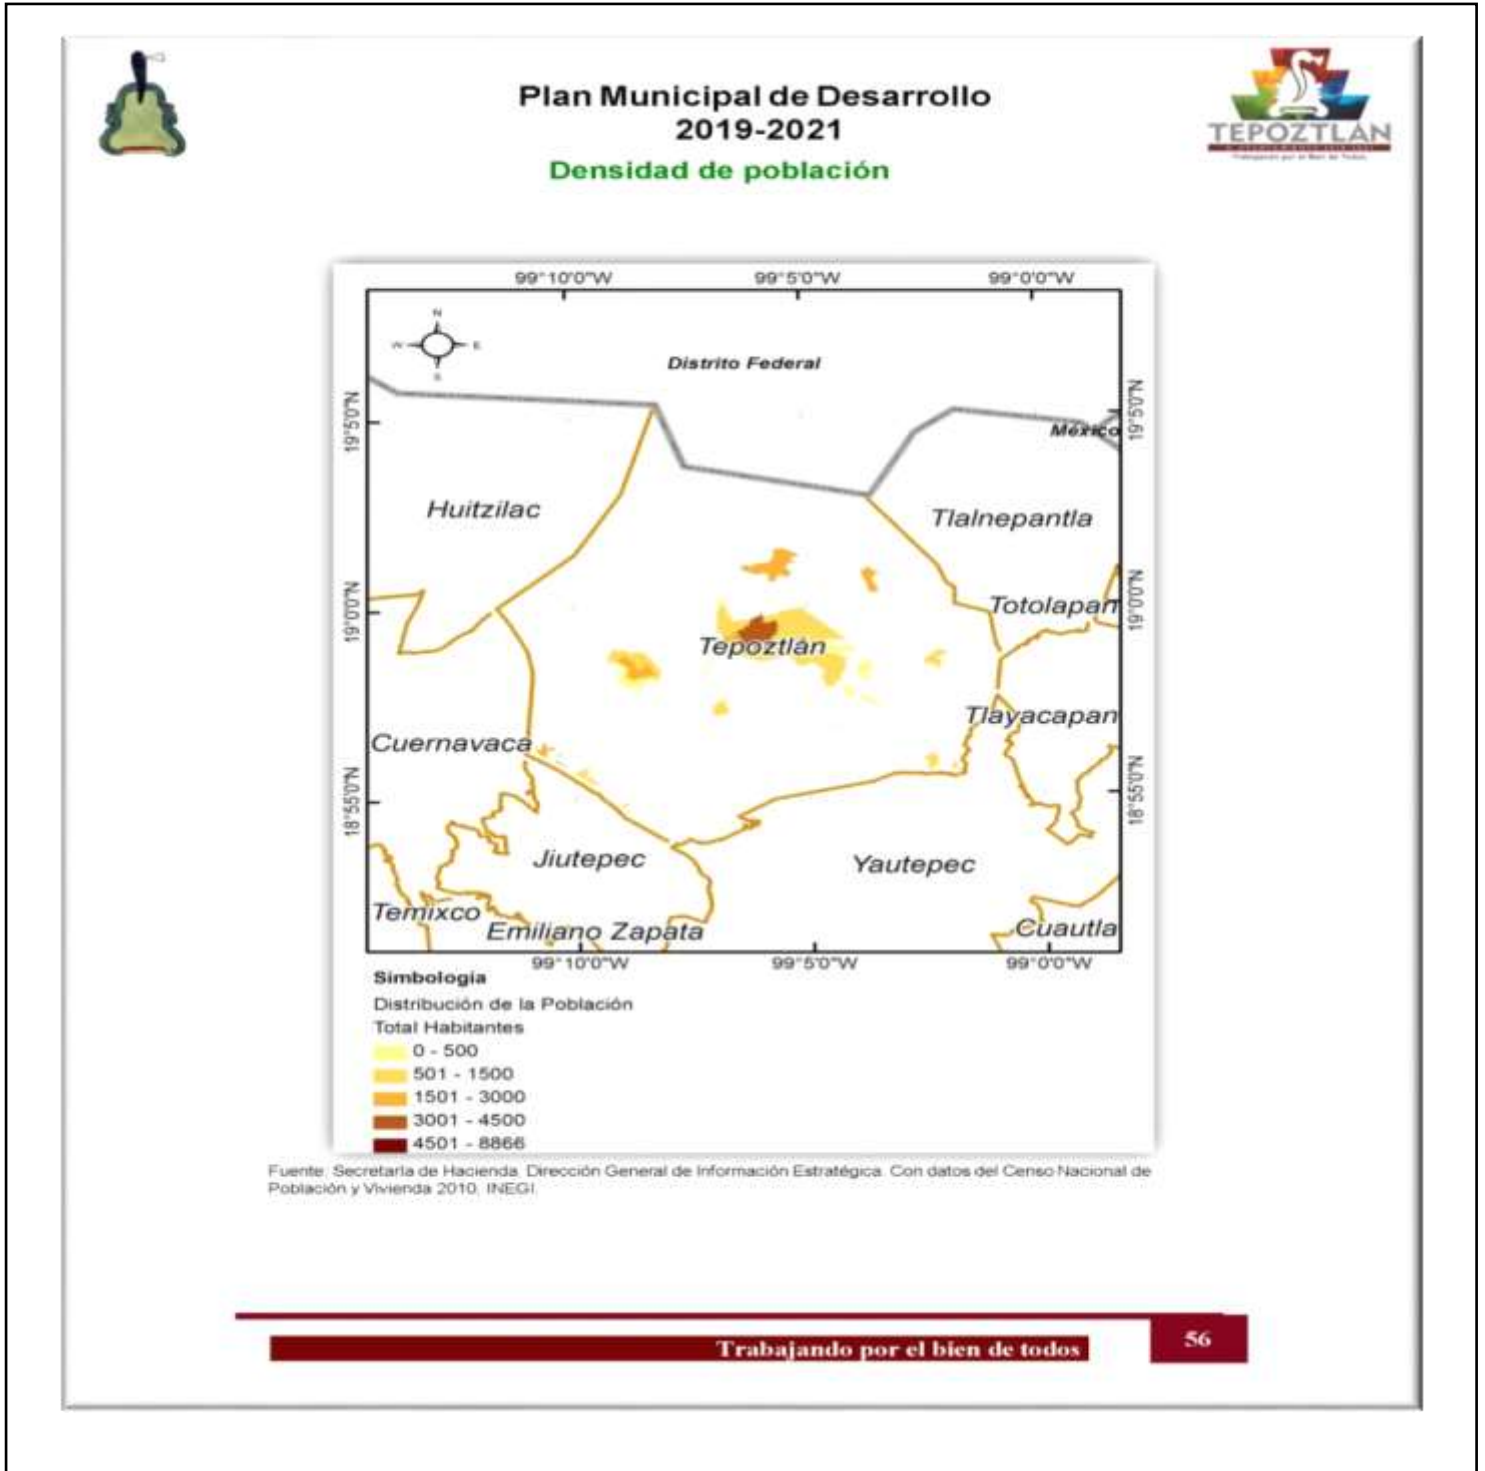 Plan Municipal de Desarrollo
2019-2021
TEPOZTLÁN
Densidad de población
99°10'0"W 99°5'0"W 99°0'0"W
N
W E
S
Distrito Federal
19°5'0"N
19°5'0"N
México
Huitzilac
Tlalnepantla
19°0'0"N
19°0'0"N
Totolapan
Tepoztlán
Tlayacapan
Cuernavaca
18°55'0"N
18°55'0"N
Jiutepec
Yautepec
Temixco
Emiliano Zapata
Cuautla
99°10'0"W 99°5'0"W 99°0'0"W
Simbología
Distribución de la Población
Total Habitantes
0 - 500
501 - 1500
1501 - 3000
3001 - 4500
4501 - 8866
Fuente: Secretaría de Hacienda. Dirección General de Información Estratégica. Con datos del Censo Nacional de
Población y Vivienda 2010, INEGI.
Trabajando por el bien de todos
56